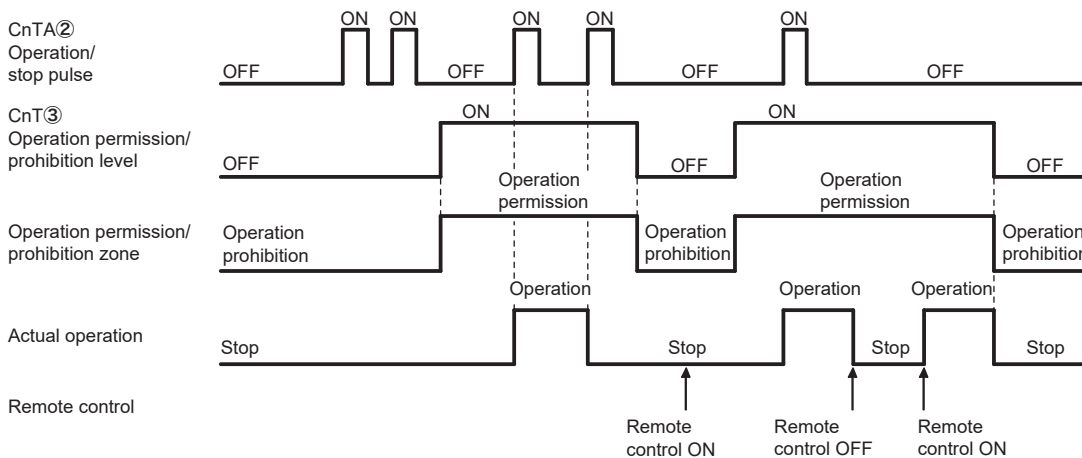 ON ON ON ON ON
CnTA②
Operation/
stop pulse
OFF OFF OFF OFF
CnT③
Operation permission/
prohibition level
ON ON
OFF OFF OFF
Operation
permission
Operation
permission
Operation permission/
prohibition zone
Operation
prohibition
Operation
prohibition
Operation
prohibition
Operation Operation Operation
Actual operation
Stop Stop Stop Stop
Remote control
Remote
control ON
Remote
control OFF
Remote
control ON